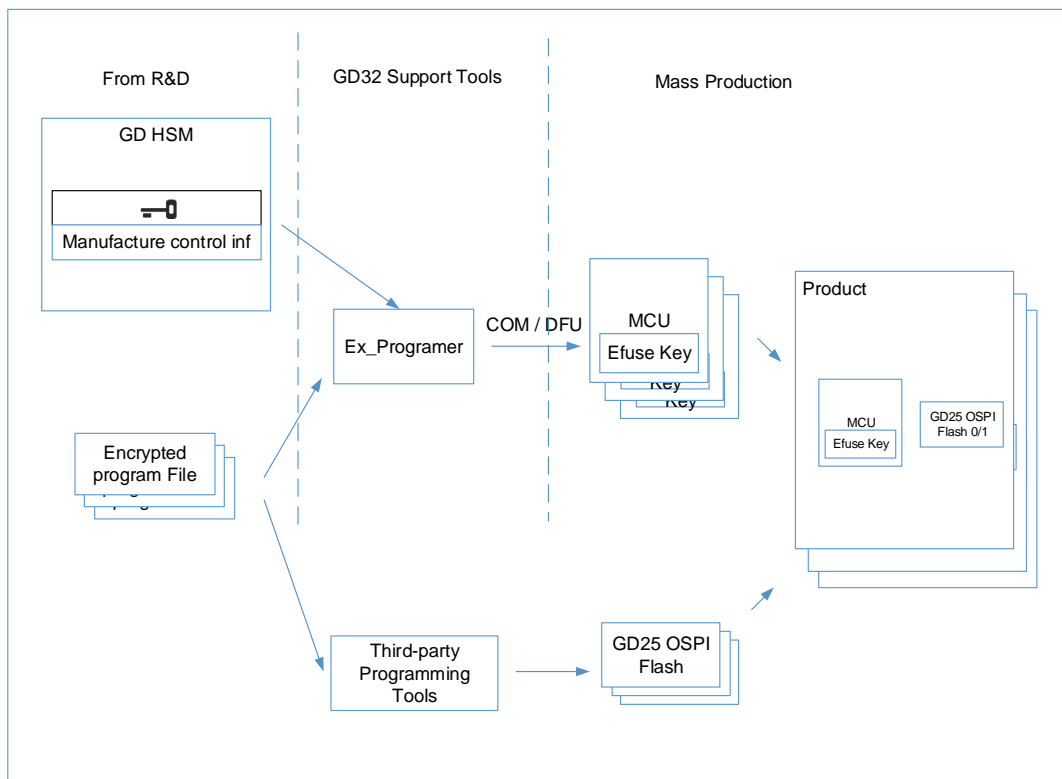 From R&D
GD32 Support Tools
Mass Production
GD HSM
Manufacture control inf
Ex_Programer
COM / DFU
MCU
Efuse Key
Key
Key
Product
MCU
Efuse Key
GD25 OSPI
Flash 0/1
Encrypted
program File
Third-party
Programming
Tools
GD25 OSPI
Flash